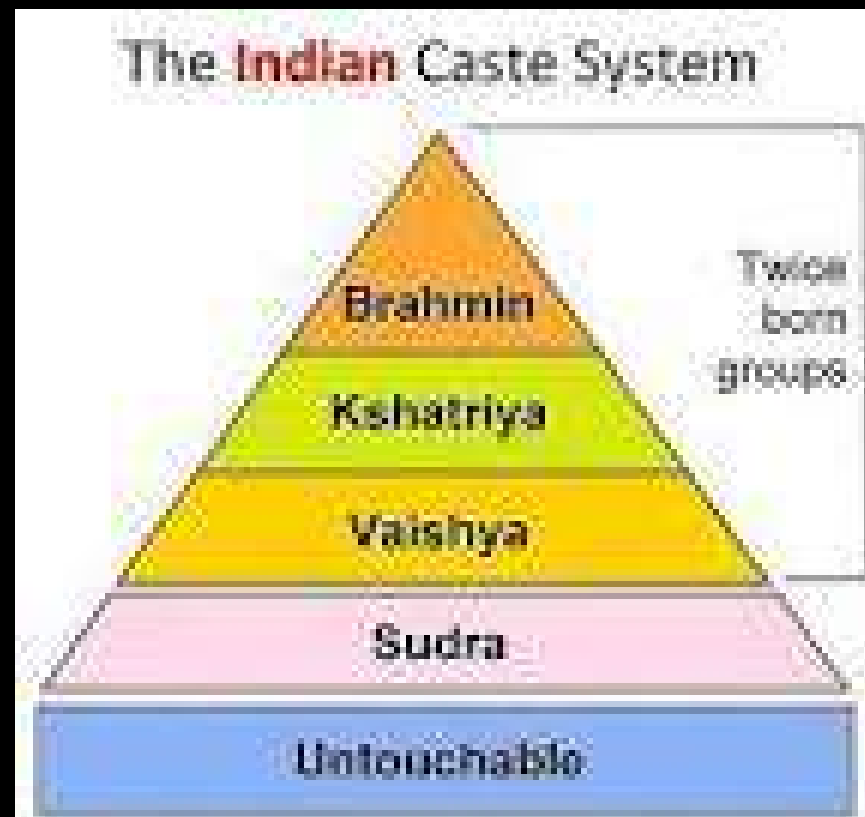 The Indian Caste System
Twice
born
groups
Brahmin
Kshatriya
Vaishya
Sudra
Untouchable